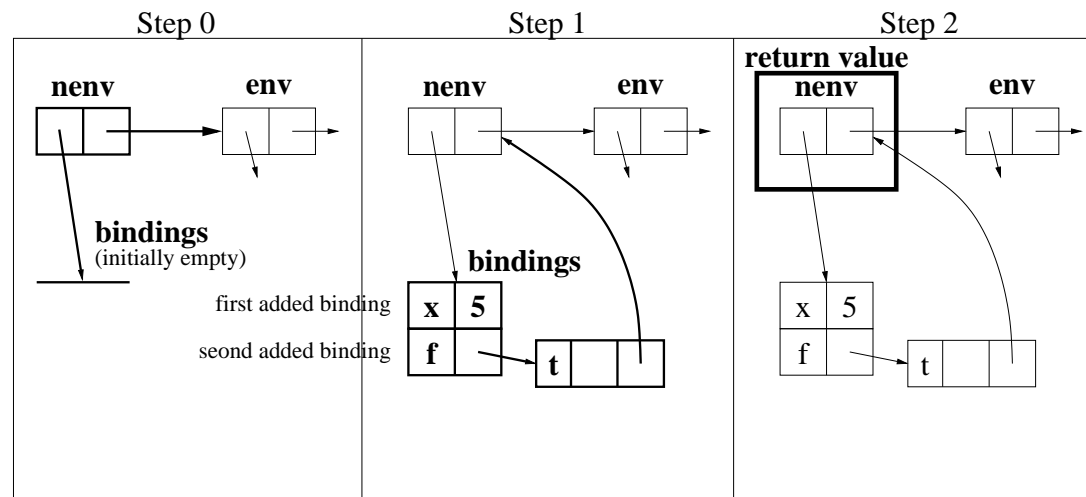 Step 0
nenv
env
bindings
(initially empty)
Step 1
nenv
env
bindings
first added binding
x 5
seond added binding
f
t
Step 2
return value
nenv
env
x 5
f
t